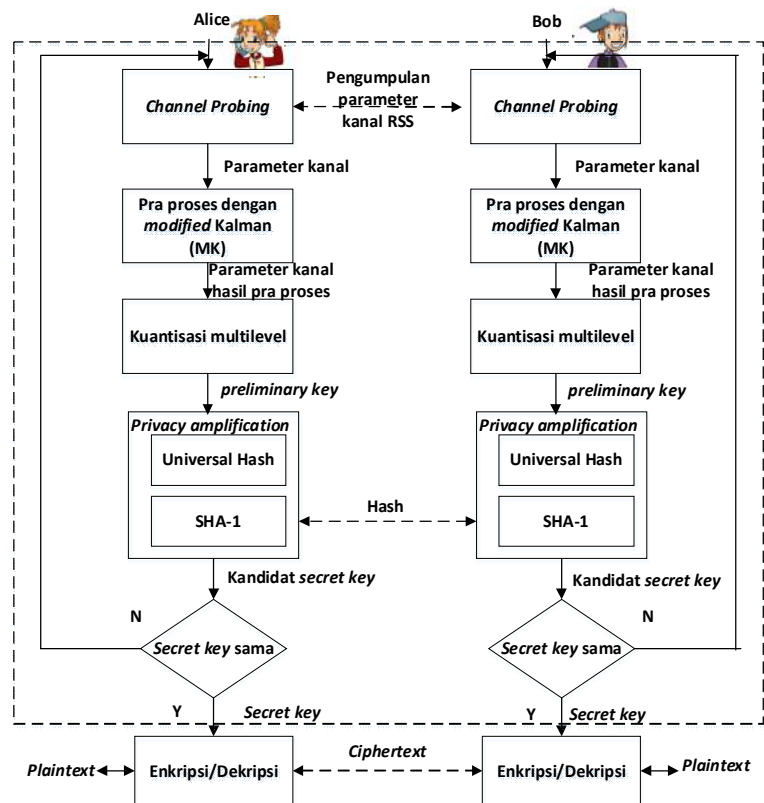 Alice
Bob
Channel Probing
Pengumpulan
parameter
kanal RSS
Channel Probing
Parameter kanal
Parameter kanal
Pra proses dengan
modified Kalman
(MK)
Pra proses dengan
modified Kalman
(MK)
Parameter kanal
hasil pra proses
Parameter kanal
hasil pra proses
Kuantisasi multilevel
Kuantisasi multilevel
preliminary key
preliminary key
Privacy amplification
Universal Hash
SHA-1
Hash
Privacy amplification
Universal Hash
SHA-1
Kandidat secret key
Kandidat secret key
N
Secret key sama
N
Secret key sama
Y
Secret key
Y
Secret key
Plaintext
Enkripsi/Dekripsi
Ciphertext
Enkripsi/Dekripsi
Plaintext